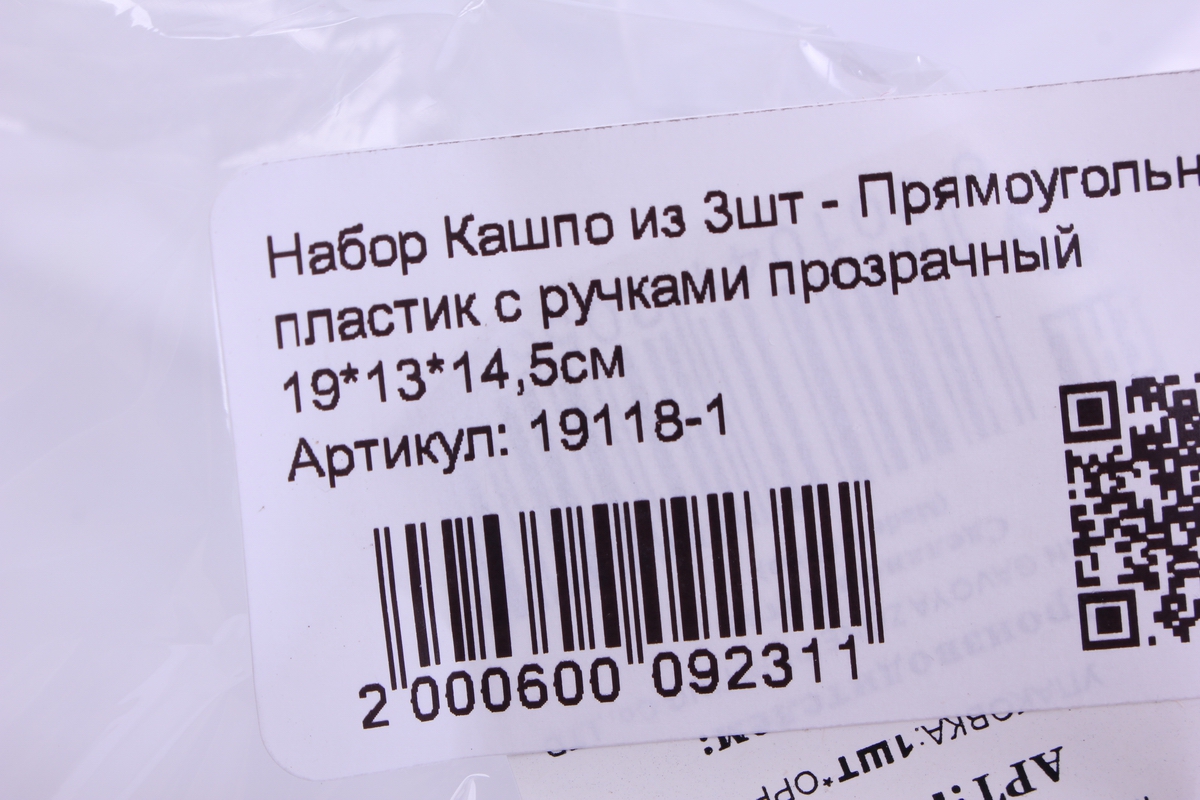 Набор Кашпо из 3шт - Прямоугольн
пластик с ручками прозрачный
19*13*14,5см
Артикул: 19118-1
2 000600 092311